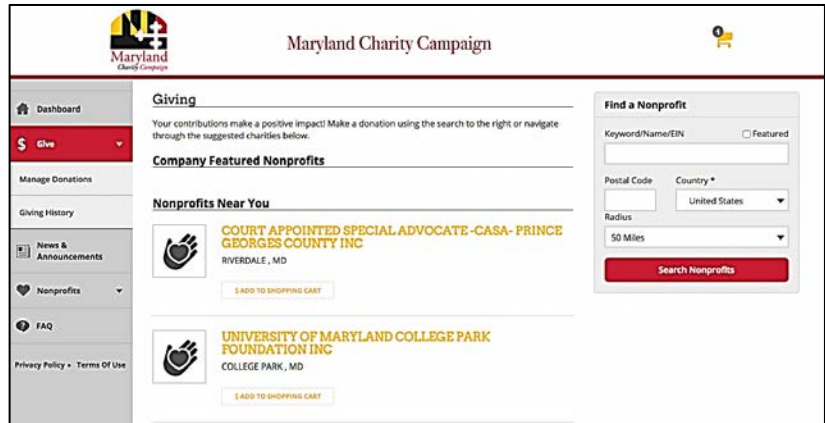 Maryland
Charity Campaign
Maryland Charity Campaign
1
Dashboard
$ Give
Manage Donations
Giving History
News &
Announcements
Nonprofits
FAQ
Privacy Policy • Terms Of Use
Giving
Your contributions make a positive impact! Make a donation using the search to the right or navigate
through the suggested charities below.
Company Featured Nonprofits
Nonprofits Near You
COURT APPOINTED SPECIAL ADVOCATE -CASA- PRINCE
GEORGES COUNTY INC
RIVERDALE , MD
$ ADD TO SHOPPING CART
UNIVERSITY OF MARYLAND COLLEGE PARK
FOUNDATION INC
COLLEGE PARK , MD
$ ADD TO SHOPPING CART
Find a Nonprofit
Keyword/Name/EIN
Featured
Postal Code
Country *
United States
Radius
50 Miles
Search Nonprofits